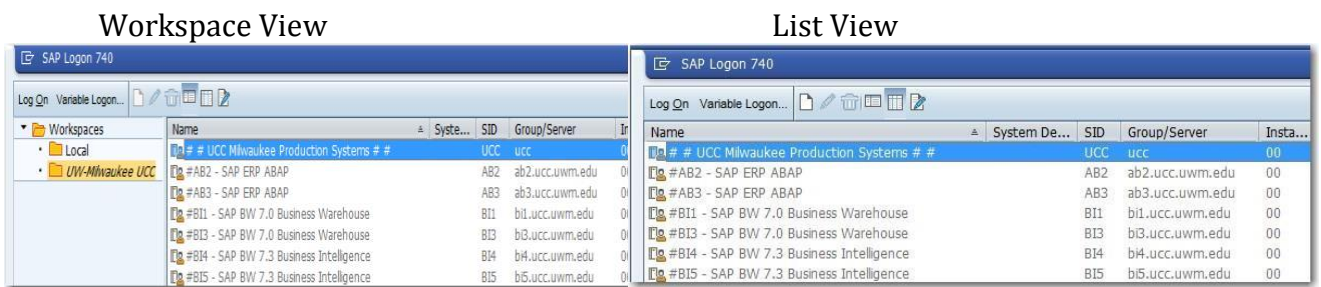 Workspace View
SAP Logon 740
Log On Variable Logon...
Workspaces
Local
UW-Milwaukee UCC
Name Syste... SID Group/Server In
# # UCC Milwaukee Production Systems # # UCC ucc 0
#AB2 - SAP ERP ABAP AB2 ab2.ucc.uwm.edu 0
#AB3 - SAP ERP ABAP AB3 ab3.ucc.uwm.edu 0
#BI1 - SAP BW 7.0 Business Warehouse BI1 bi1.ucc.uwm.edu 0
#BI3 - SAP BW 7.0 Business Warehouse BI3 bi3.ucc.uwm.edu 0
#BI4 - SAP BW 7.3 Business Intelligence BI4 bi4.ucc.uwm.edu 0
#BI5 - SAP BW 7.3 Business Intelligence BI5 bi5.ucc.uwm.edu 0
List View
SAP Logon 740
Log On Variable Logon...
Name System De... SID Group/Server Insta...
# # UCC Milwaukee Production Systems # # UCC ucc 00
#AB2 - SAP ERP ABAP AB2 ab2.ucc.uwm.edu 00
#AB3 - SAP ERP ABAP AB3 ab3.ucc.uwm.edu 00
#BI1 - SAP BW 7.0 Business Warehouse BI1 bi1.ucc.uwm.edu 00
#BI3 - SAP BW 7.0 Business Warehouse BI3 bi3.ucc.uwm.edu 00
#BI4 - SAP BW 7.3 Business Intelligence BI4 bi4.ucc.uwm.edu 00
#BI5 - SAP BW 7.3 Business Intelligence BI5 bi5.ucc.uwm.edu 00